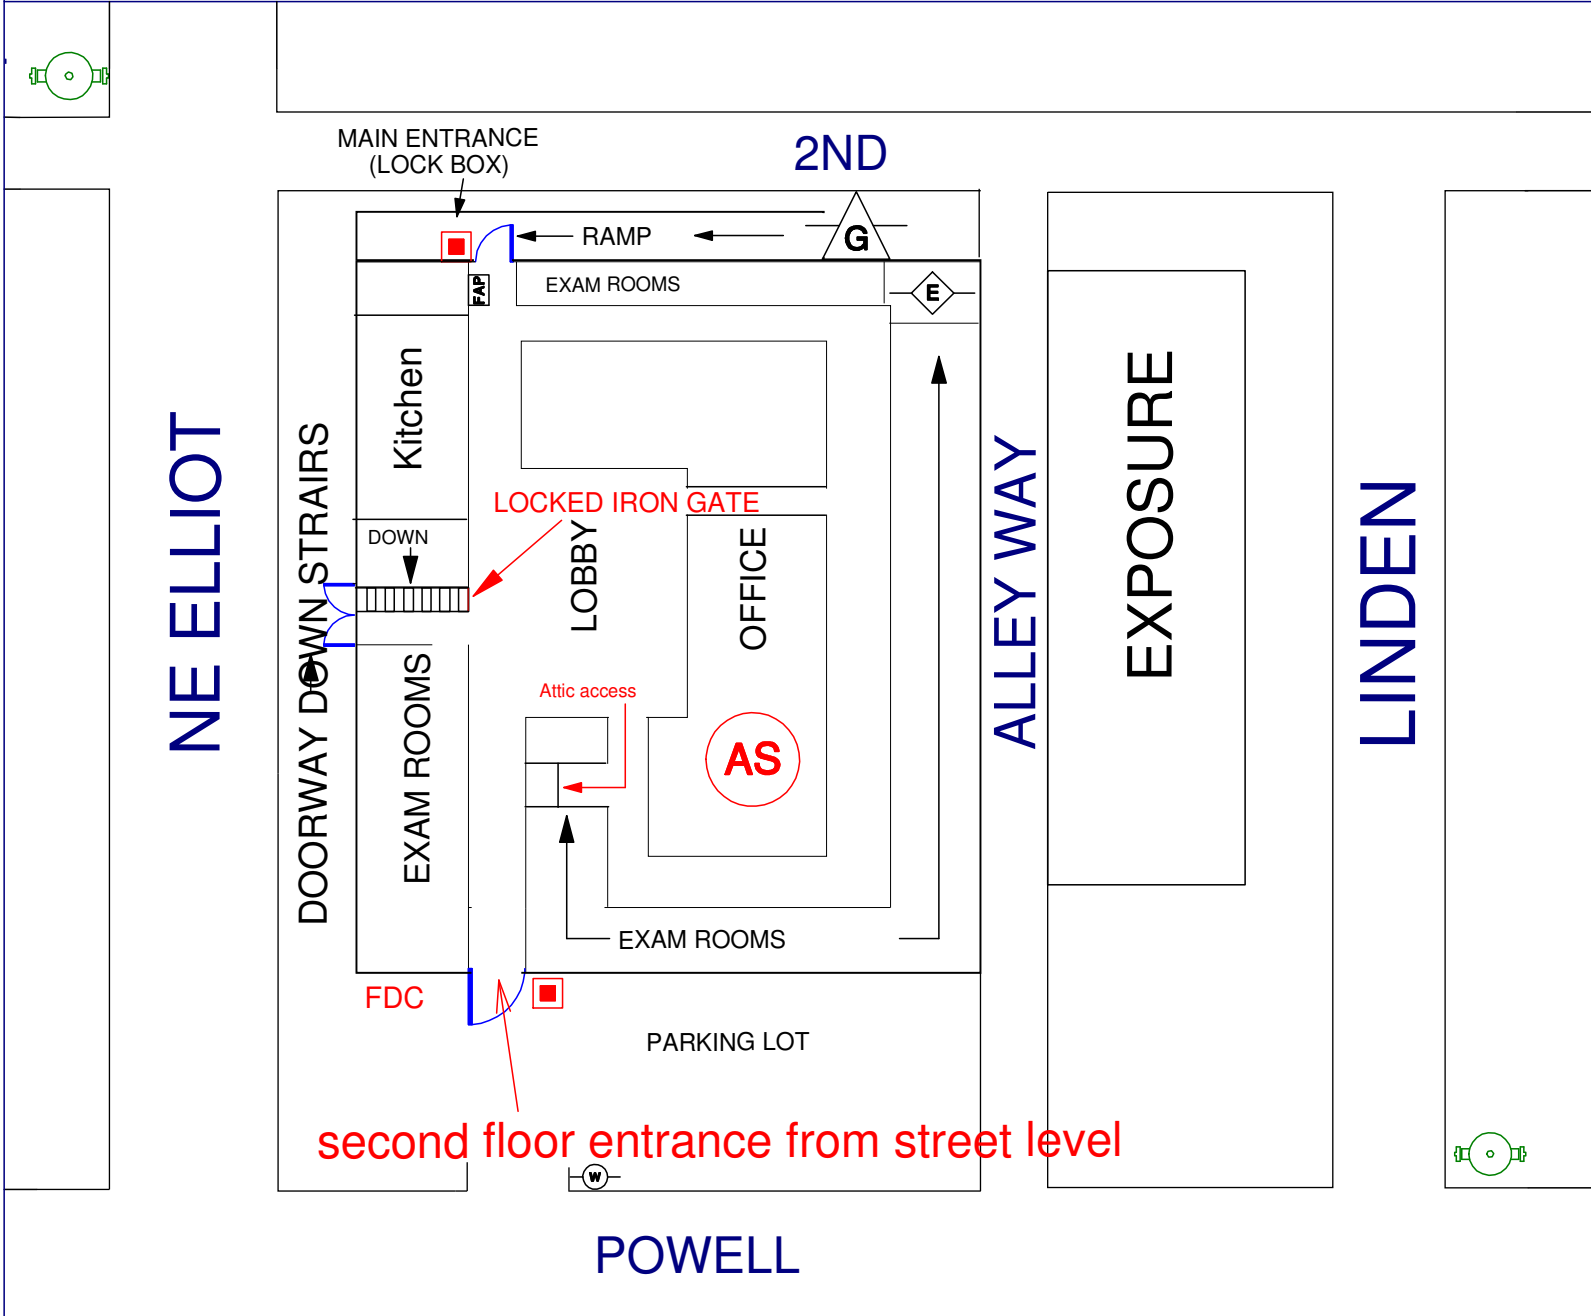 MAIN ENTRANCE
(LOCK BOX)
2ND
RAMP
G
FAP
EXAM ROOMS
E
Kitchen
LOCKED IRON GATE
DOWN
LOBBY
OFFICE
NE ELLIOT
DOORWAY DOWN STRAIRS
EXAM ROOMS
ALLEY WAY
EXPOSURE
LINDEN
Attic access
AS
EXAM ROOMS
FDC
PARKING LOT
second floor entrance from street level
W
POWELL